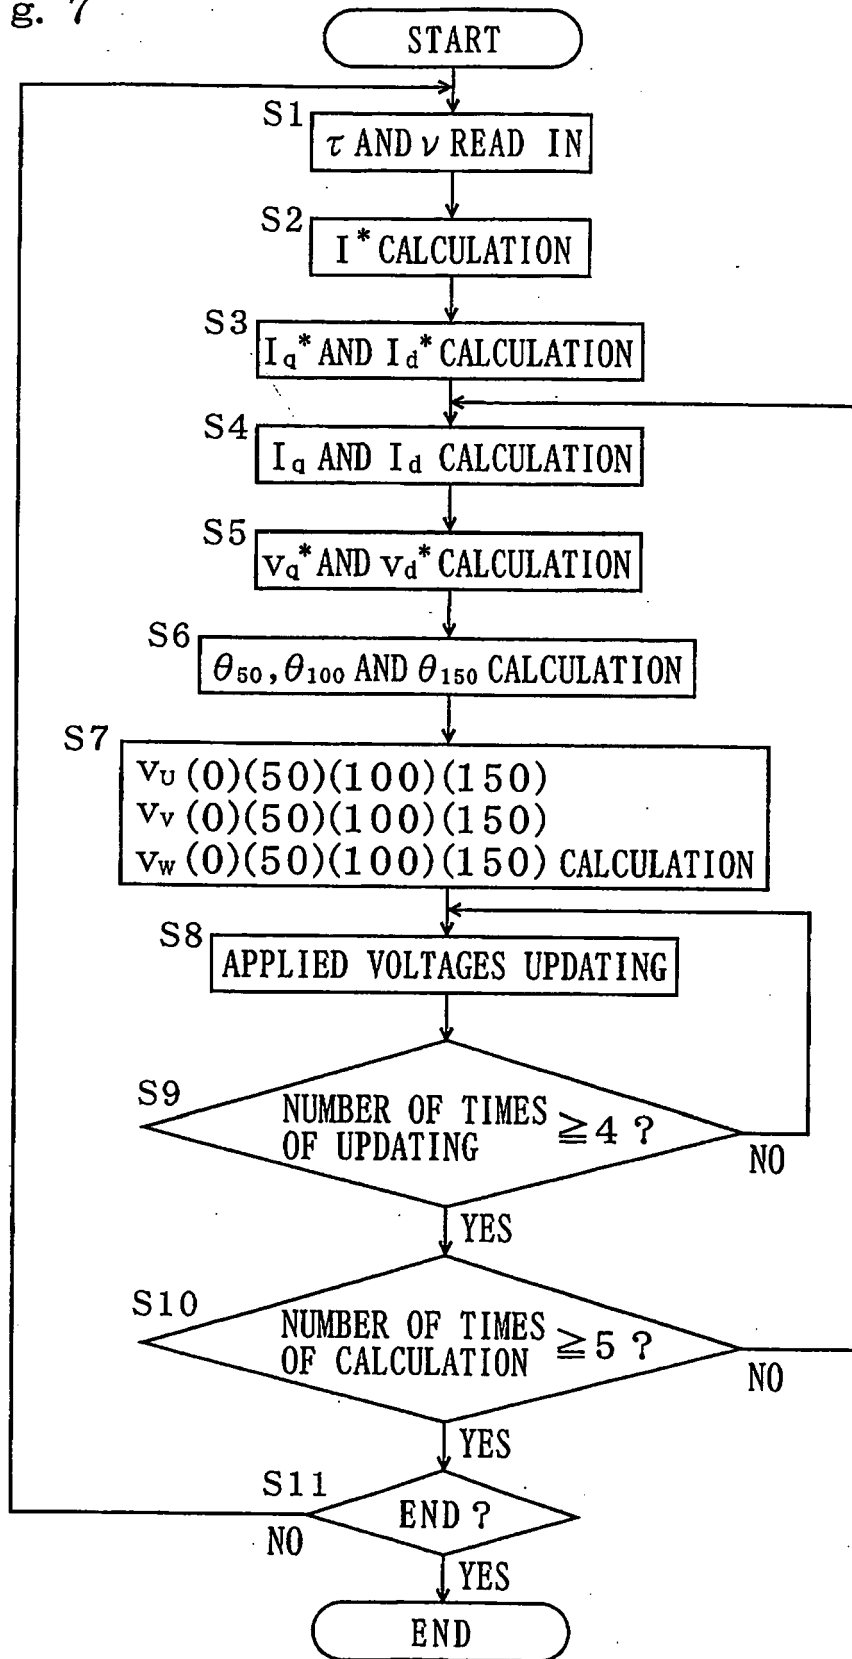 g. 7
START
S1
τ AND ν READ IN
S2
I* CALCULATION
S3
Iq* AND Id* CALCULATION
S4
Iq AND Id CALCULATION
S5
Vq* AND Vd* CALCULATION
S6
θ50, θ100 AND θ150 CALCULATION
S7
VU (0)(50)(100)(150)
VV (0)(50)(100)(150)
VW (0)(50)(100)(150) CALCULATION
S8
APPLIED VOLTAGES UPDATING
S9
NUMBER OF TIMES
OF UPDATING ≧4 ?
NO
YES
S10
NUMBER OF TIMES
OF CALCULATION ≧5 ?
NO
YES
S11
END ?
NO
YES
END